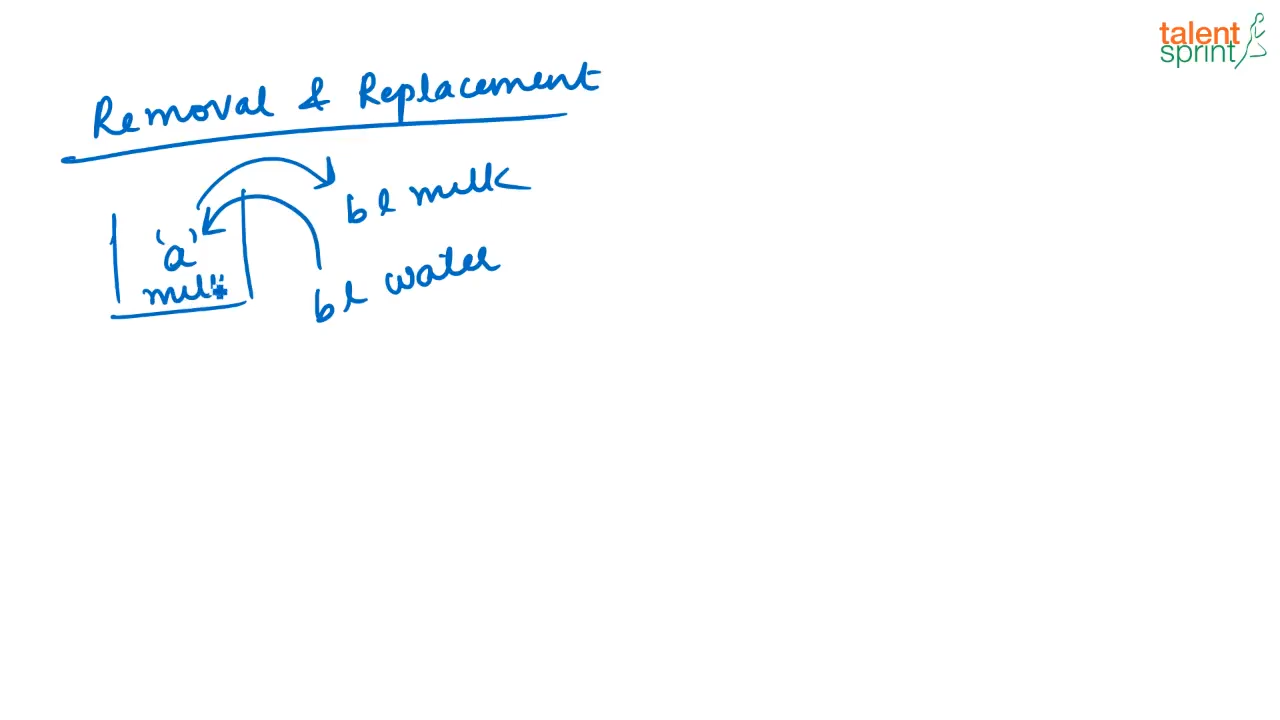 talent
sprint
Removal & Replacement
b l milk
'a'
milk
b l water